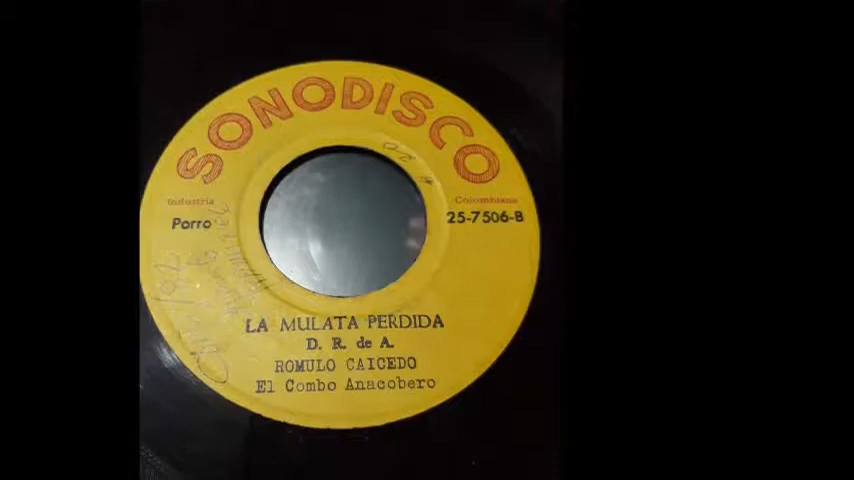 SONODISCO
Industria
Colombiana
Porro
25-7506-B
LA MULATA PERDIDA
D. R. de A.
ROMULO CAICEDO
El Combo Anacobero